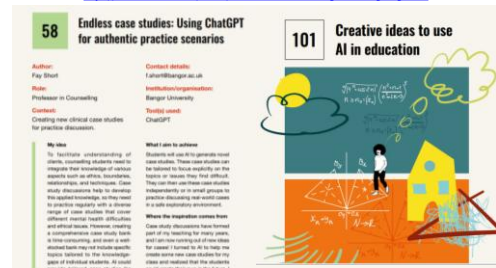 58
Endless case studies: Using ChatGPT
for authentic practice scenarios
Author:
Fay Short
Role:
Professor in Counselling
Context:
Creating new clinical case studies
for practice discussion.
Contact details:
f.short@bangor.ac.uk
Institution/organisation:
Bangor University
Tool(s) used:
ChatGPT
My idea
To facilitate understanding of
clients, counselling students need to
integrate their knowledge of various
aspects such as ethics, boundaries,
relationships, and techniques. Case
study discussions help to develop
this applied knowledge, so they need
to practice regularly with a diverse
range of case studies that cover
different mental health difficulties
and ethical issues. However, creating
a comprehensive case study bank
is time consuming, and even a well-
stocked bank may not include specific
topics tailored to the knowledge-
gaps of individual students. AI could
What I aim to achieve
Students will use AI to generate novel
case studies. These case studies can
be tailored to focus explicitly on the
topics or issues they find difficult.
They can then use these case studies
independently or in small groups to
practice discussing real-world cases
in a safe exploratory environment.
Where the inspiration comes from
Case study discussions have formed
part of my teaching for many years,
and I am now running out of new ideas
for cases! I turned to AI to help me
create some new case studies for my
class and realised that the students
101
Creative ideas to use
AI in education